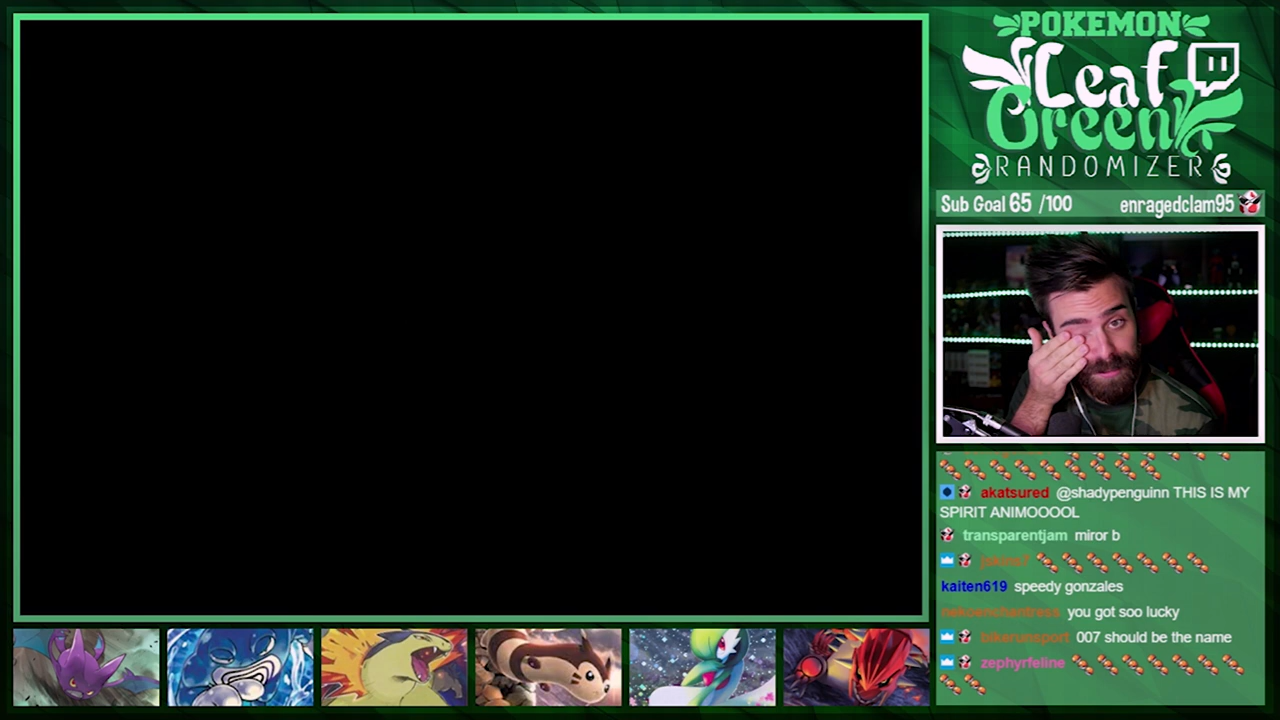 POKEMON
Leaf
Green
RANDOMIZER
Sub Goal 65 /100 enragedclam95
akatsured @shadypenguinn THIS IS MY
SPIRIT ANIMOOOOL
transparentjam miror b
kaiten619 speedy gonzales
you got soo lucky
bikerunsport 007 should be the name
zephyrfeline